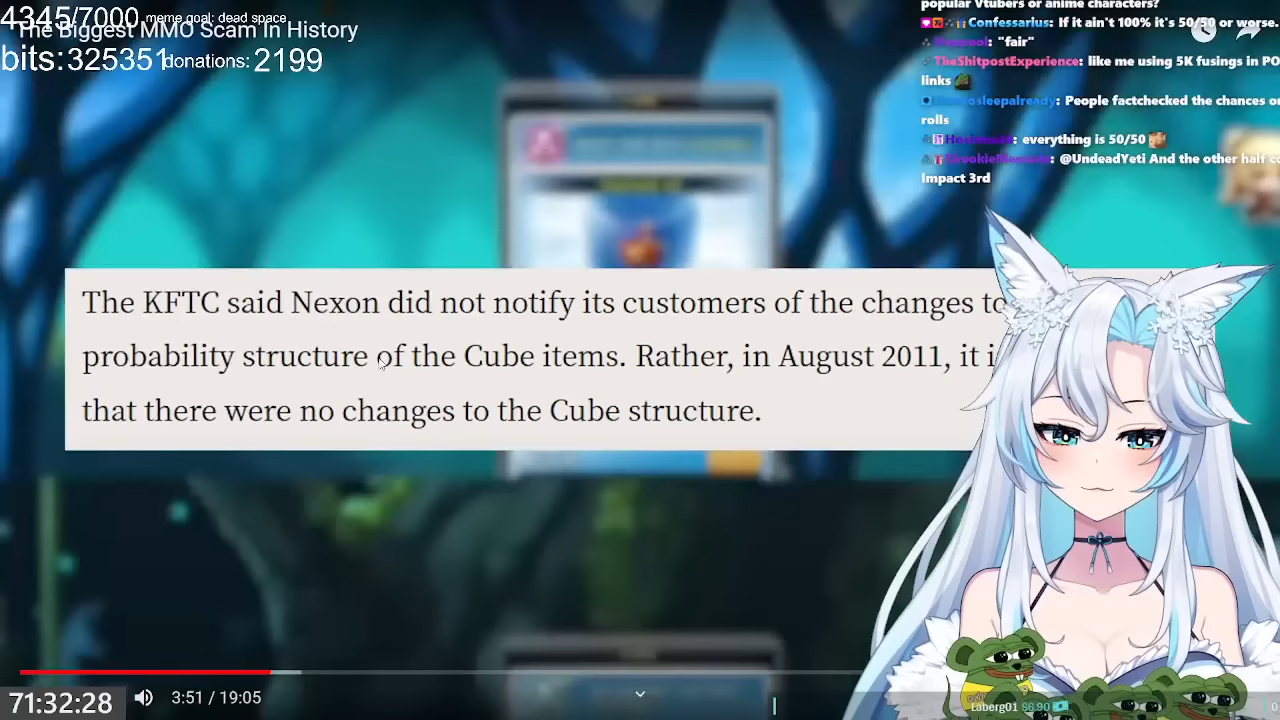 4345/7000 meme goal: dead space
The Biggest MMO Scam In History
bits:325351 donations: 2199
popular Vtubers or anime characters?
Confessarius: If it ain't 100% it's 50/50 or worse.
: "fair"
TheShitpostExperience: like me using 5K fusings in PO
links
: People factchecked the chances o
rolls
: everything is 50/50
: @UndeadYeti And the other half c
Impact 3rd
The KFTC said Nexon did not notify its customers of the changes to
probability structure of the Cube items. Rather, in August 2011, it i
that there were no changes to the Cube structure.
71:32:28
3:51 / 19:05
Laberg01 $6.90